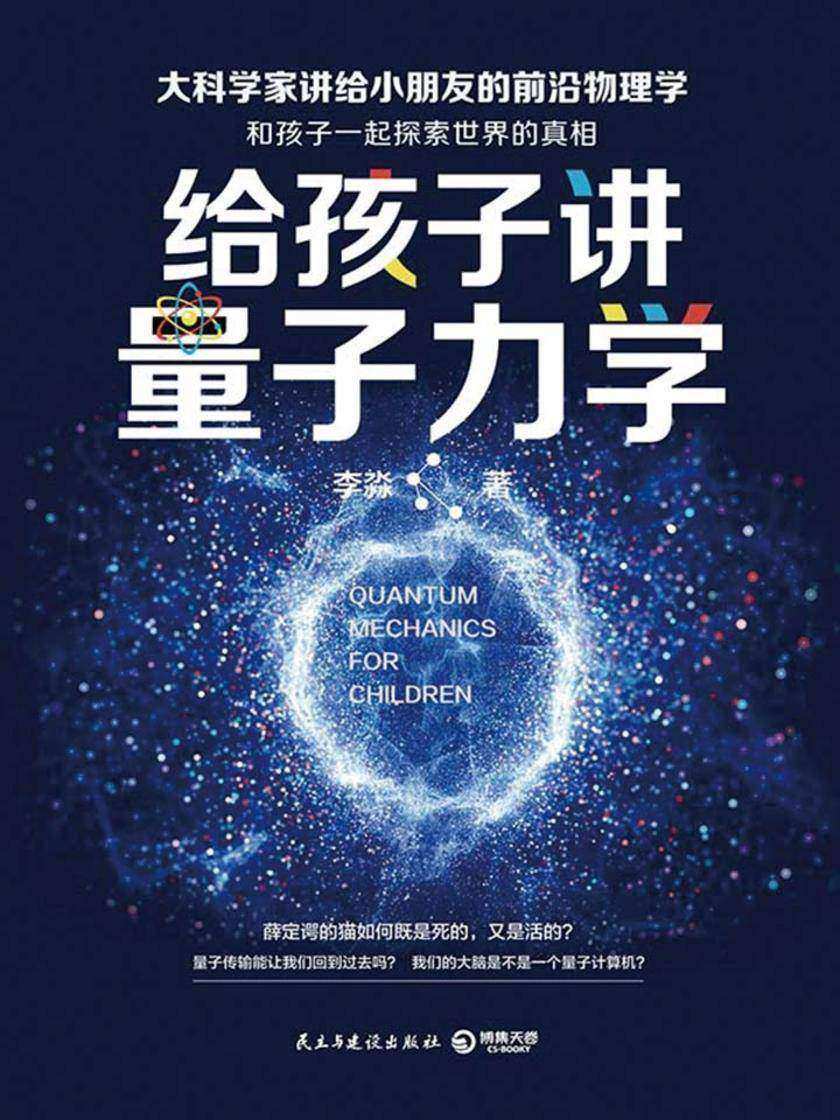 大科学家讲给小朋友的前沿物理学
和孩子一起探索世界的真相
给孩子讲
量子力学
李淼 著
QUANTUM
MECHANICS
FOR
CHILDREN
薛定谔的猫如何既是死的，又是活的？
量子传输能让我们回到过去吗？ 我们的大脑是不是一个量子计算机？
民主与建设出版社 博集天卷
CS-BOOKY